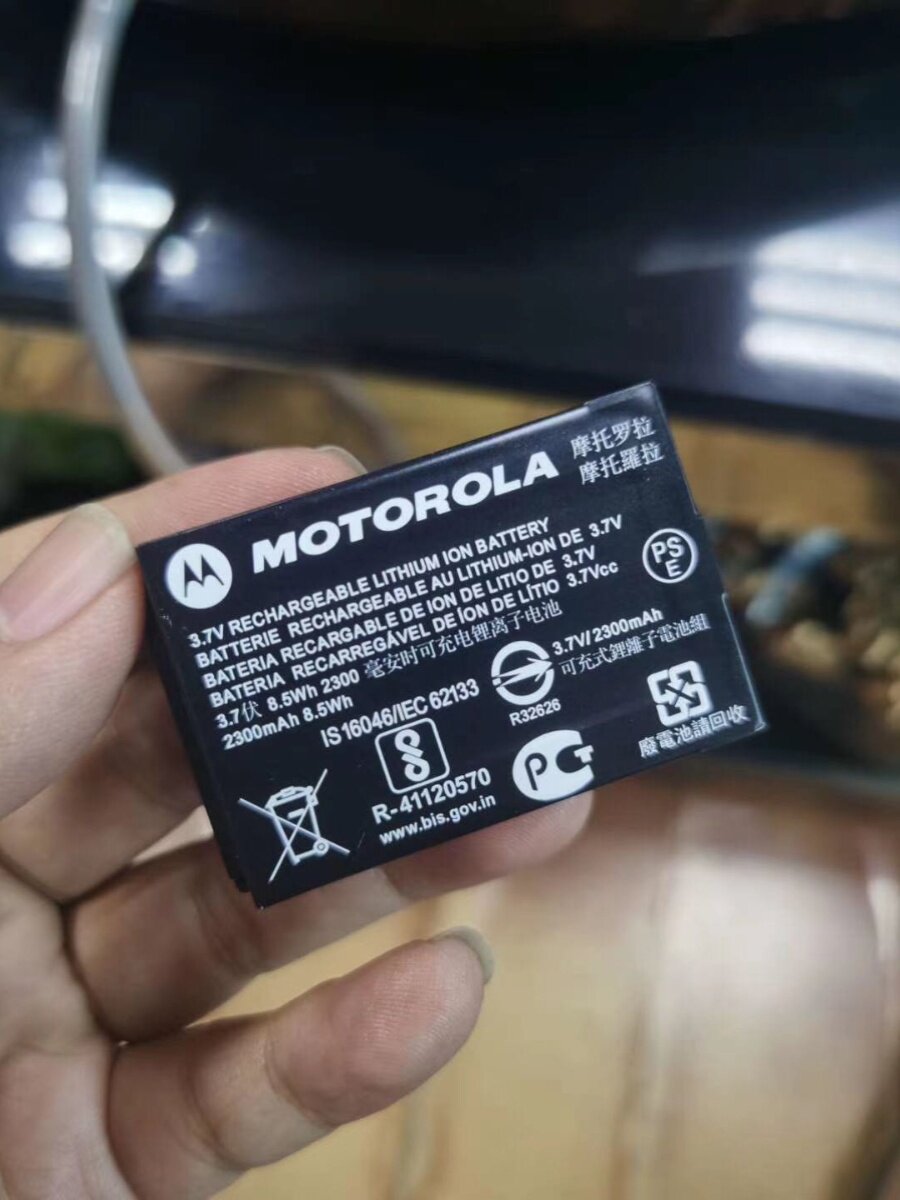 MOTOROLA
摩托罗拉
摩托羅拉
3.7V RECHARGEABLE LITHIUM ION BATTERY
BATTERIE RECHARGEABLE AU LITHIUM-ION DE 3.7V
BATERIA RECARGABLE DE ION DE LITIO DE 3.7V
BATERIA RECARREGÁVEL DE ÍON DE LÍTIO 3.7Vcc
3.7伏 8.5Wh 2300 毫安时可充电锂离子电池
2300mAh 8.5Wh
PS
E
3.7V/2300mAh
可充式鋰離子電池組
IS 16046/IEC 62133
R32626
R-41120570
www.bis.gov.in
PCT
廢電池請回收